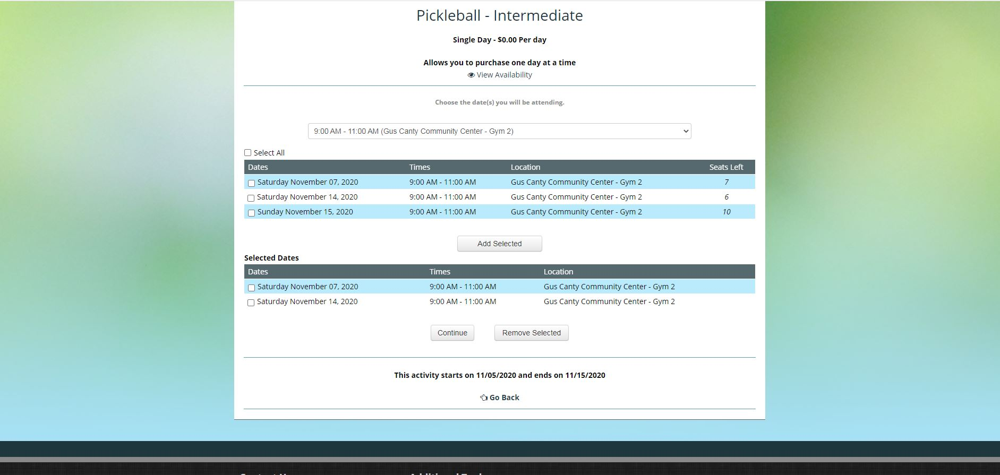 Pickleball - Intermediate
Single Day - $0.00 Per day
Allows you to purchase one day at a time
View Availability
Choose the date(s) you will be attending.
9:00 AM - 11:00 AM (Gus Canty Community Center - Gym 2)
Select All
Dates Times Location Seats Left
Saturday November 07, 2020 9:00 AM - 11:00 AM Gus Canty Community Center - Gym 2 7
Saturday November 14, 2020 9:00 AM - 11:00 AM Gus Canty Community Center - Gym 2 6
Sunday November 15, 2020 9:00 AM - 11:00 AM Gus Canty Community Center - Gym 2 10
Add Selected
Selected Dates
Dates Times Location
Saturday November 07, 2020 9:00 AM - 11:00 AM Gus Canty Community Center - Gym 2
Saturday November 14, 2020 9:00 AM - 11:00 AM Gus Canty Community Center - Gym 2
Continue Remove Selected
This activity starts on 11/05/2020 and ends on 11/15/2020
Go Back